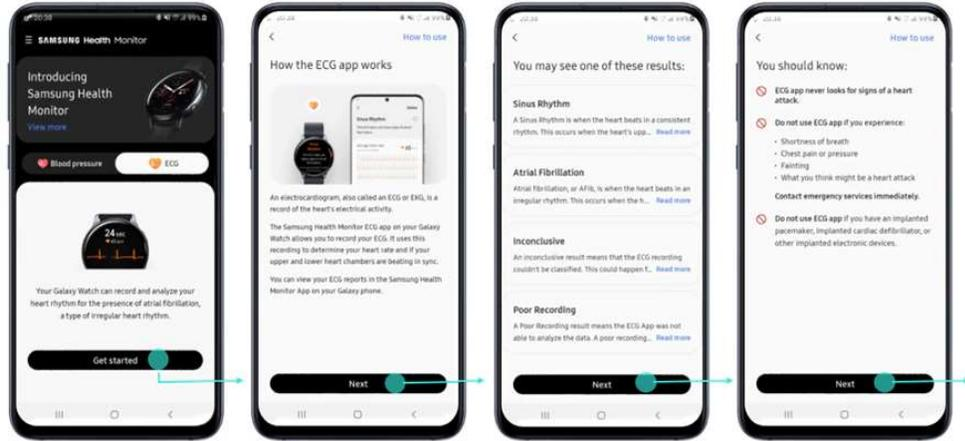 20:38
99%
SAMSUNG Health Monitor
Introducing
Samsung Health
Monitor
View more
Blood pressure
ECG
24 sec
Your Galaxy Watch can record and analyze your
heart rhythm for the presence of atrial fibrillation,
a type of irregular heart rhythm.
Get started
20:38
99%
How to use
How the ECG app works
Sinus Rhythm
An electrocardiogram, also called an ECG or EKG, is a
record of the heart's electrical activity.
The Samsung Health Monitor ECG app on your Galaxy
Watch allows you to record your ECG. It uses this
recording to determine your heart rate and if your
upper and lower heart chambers are beating in sync.
You can view your ECG reports in the Samsung Health
Monitor App on your Galaxy phone.
Next
20:38
99%
How to use
You may see one of these results:
Sinus Rhythm
A Sinus Rhythm is when the heart beats in a consistent
rhythm. This occurs when the heart's upp... Read more
Atrial Fibrillation
Atrial fibrillation, or AFib, is when the heart beats in an
irregular rhythm. This occurs when the h... Read more
Inconclusive
An inconclusive result means that the ECG recording
couldn't be classified. This could happen f... Read more
Poor Recording
A Poor Recording result means the ECG App was not
able to analyze the data. A poor recording... Read more
Next
20:38
99%
How to use
You should know:
ECG app never looks for signs of a heart
attack.
Do not use ECG app if you experience:
• Shortness of breath
• Chest pain or pressure
• Fainting
• What you think might be a heart attack
Contact emergency services immediately.
Do not use ECG app if you have an implanted
pacemaker, implanted cardiac defibrillator, or
other implanted electronic devices.
Next